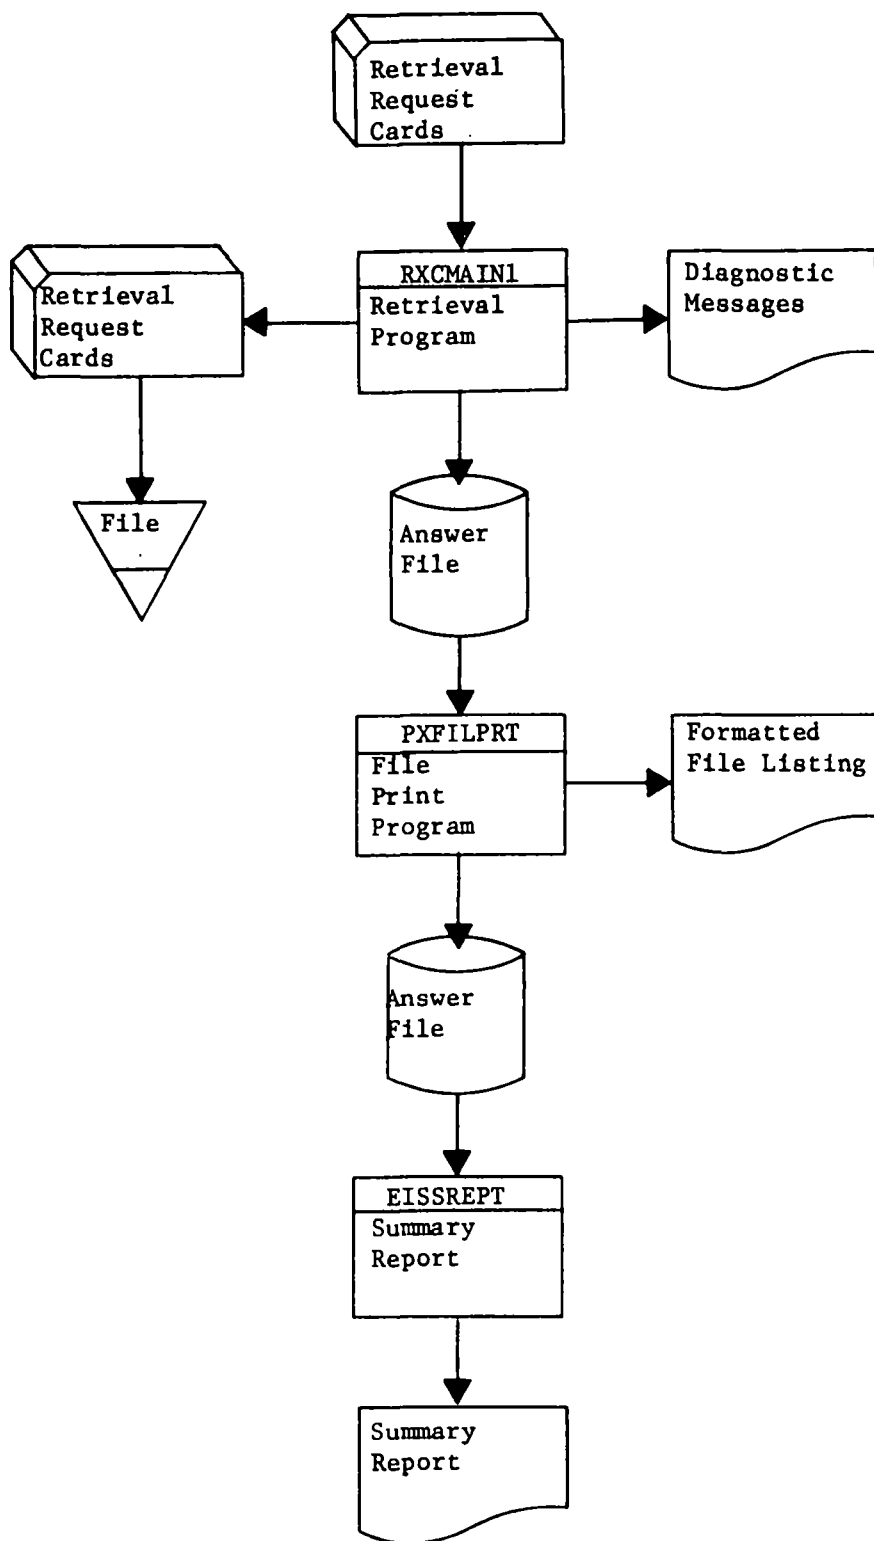 Retrieval
Request
Cards
RXCMAIN1
Retrieval
Program
Retrieval
Request
Cards
Diagnostic
Messages
File
Answer
File
PXFILPRT
File
Print
Program
Formatted
File Listing
Answer
File
EISSREPT
Summary
Report
Summary
Report